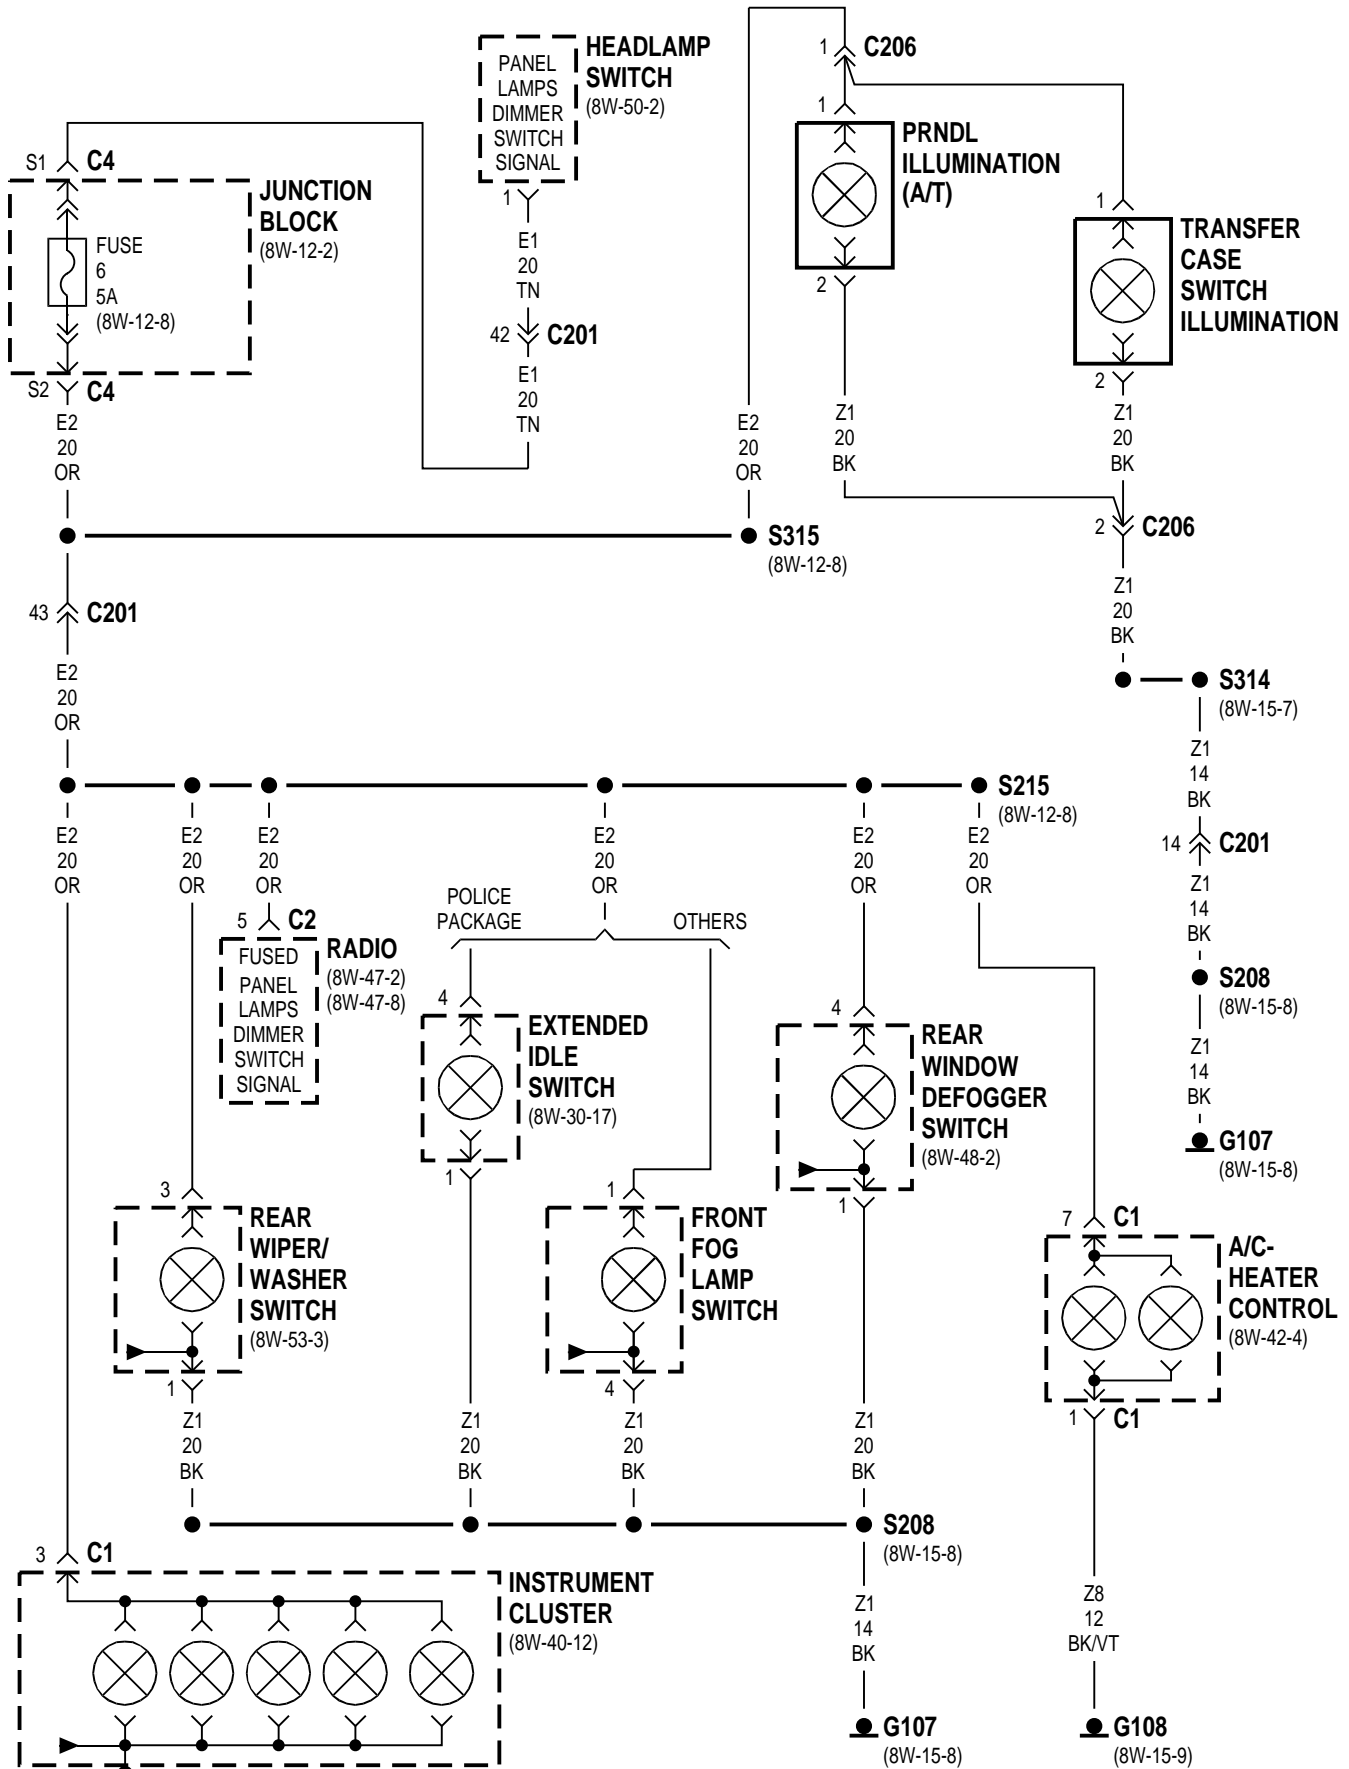 HEADLAMP
SWITCH
(8W-50-2)
PANEL
LAMPS
DIMMER
SWITCH
SIGNAL
1
E1
20
TN
42
C201
E1
20
TN
S1
C4
JUNCTION
BLOCK
(8W-12-2)
FUSE
6
5A
(8W-12-8)
S2
C4
E2
20
OR
1
C206
1
PRNDL
ILLUMINATION
(A/T)
2
1
TRANSFER
CASE
SWITCH
ILLUMINATION
2
E2
20
OR
Z1
20
BK
Z1
20
BK
2
C206
S315
(8W-12-8)
Z1
20
BK
43
C201
E2
20
OR
S314
(8W-15-7)
Z1
14
BK
14
C201
Z1
14
BK
S208
(8W-15-8)
Z1
14
BK
G107
(8W-15-8)
S215
(8W-12-8)
E2
20
OR
E2
20
OR
E2
20
OR
E2
20
OR
E2
20
OR
E2
20
OR
POLICE
PACKAGE
OTHERS
5
C2
RADIO
(8W-47-2)
(8W-47-8)
FUSED
PANEL
LAMPS
DIMMER
SWITCH
SIGNAL
4
EXTENDED
IDLE
SWITCH
(8W-30-17)
1
4
REAR
WINDOW
DEFOGGER
SWITCH
(8W-48-2)
1
3
REAR
WIPER/
WASHER
SWITCH
(8W-53-3)
1
1
FRONT
FOG
LAMP
SWITCH
4
7
C1
A/C-
HEATER
CONTROL
(8W-42-4)
1
C1
Z1
20
BK
Z1
20
BK
Z1
20
BK
Z1
20
BK
S208
(8W-15-8)
3
C1
INSTRUMENT
CLUSTER
(8W-40-12)
Z1
14
BK
Z8
12
BK/VT
G107
(8W-15-8)
G108
(8W-15-9)